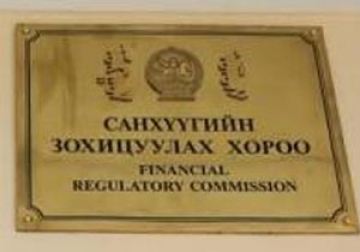 САНХҮҮГИЙН
ЗОХИЦУУЛАХ ХОРОО
FINANCIAL
REGULATORY COMMISSION